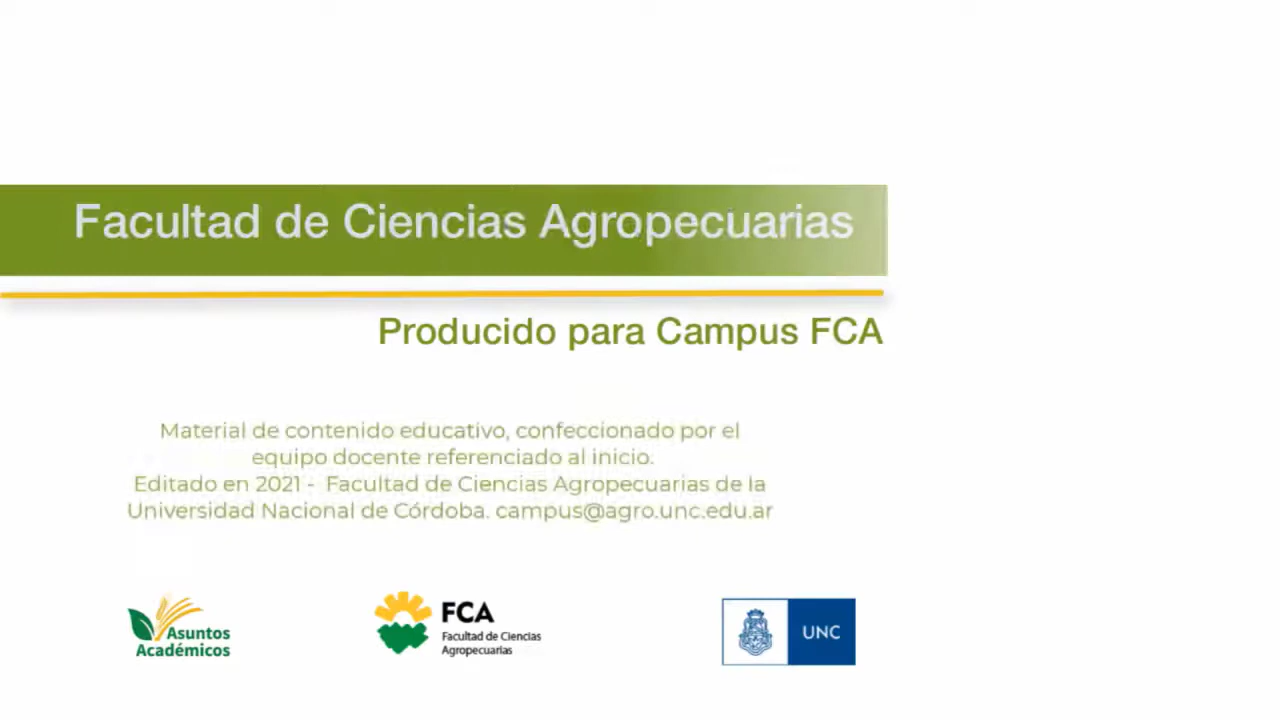 Facultad de Ciencias Agropecuarias
Producido para Campus FCA
Material de contenido educativo, confeccionado por el
equipo docente referenciado al inicio.
Editado en 2021 - Facultad de Ciencias Agropecuarias de la
Universidad Nacional de Córdoba. campus@agro.unc.edu.ar
Asuntos
Académicos
FCA
Facultad de Ciencias
Agropecuarias
UNC